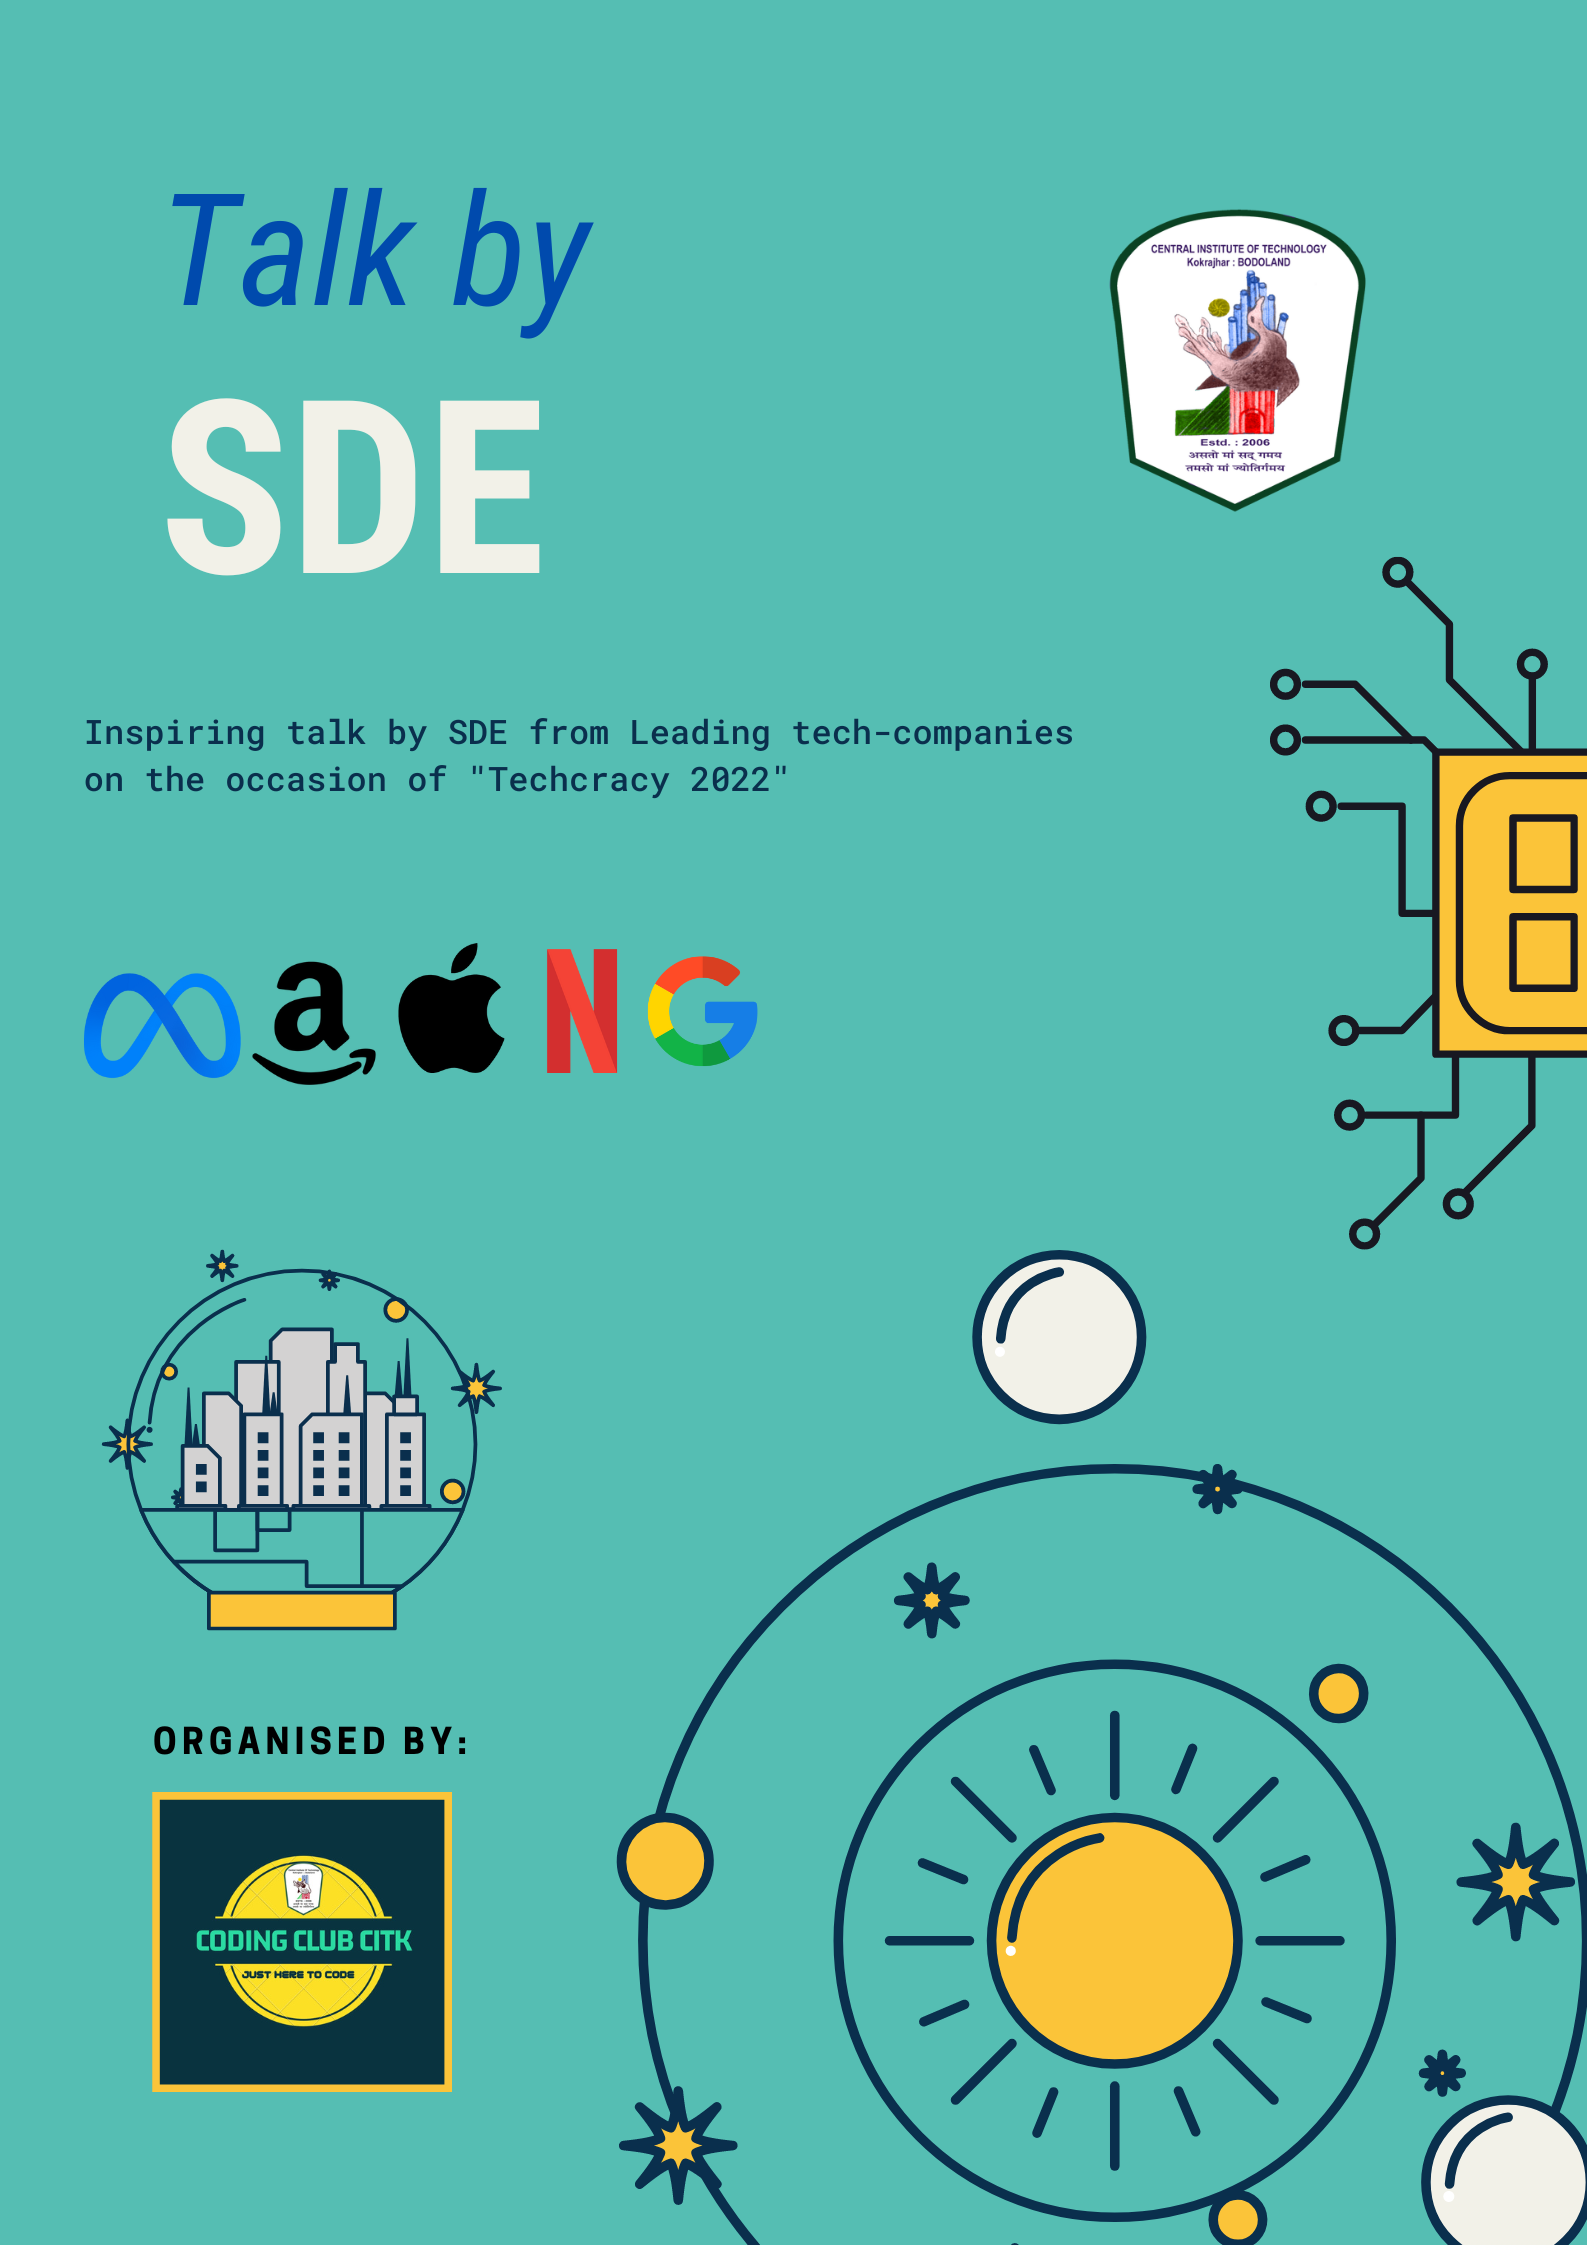 Talk by
SDE
CENTRAL INSTITUTE OF TECHNOLOGY
Kokrajhar : BODOLAND
Estd. : 2006
असतो मां सद् गमय
तमसो मां ज्योतिर्गमय
Inspiring talk by SDE from Leading tech-companies
on the occasion of "Techcracy 2022"
ORGANISED BY:
CODING CLUB CITK
JUST HERE TO CODE